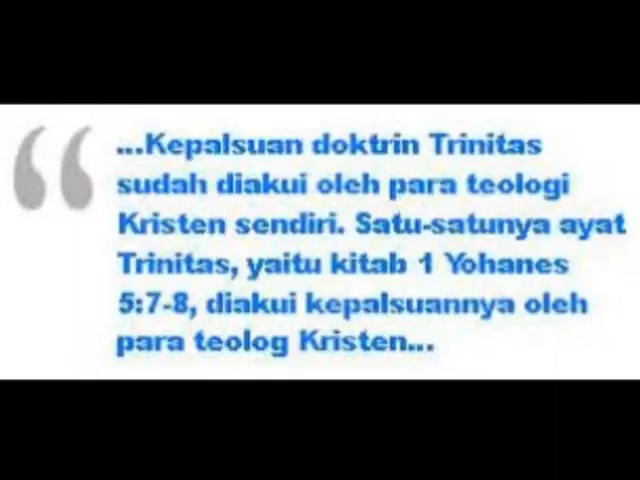 ...Kepalsuan doktrin Trinitas
sudah diakui oleh para teologi
Kristen sendiri. Satu-satunya ayat
Trinitas, yaitu kitab 1 Yohanes
5:7-8, diakui kepalsuannya oleh
para teolog Kristen...